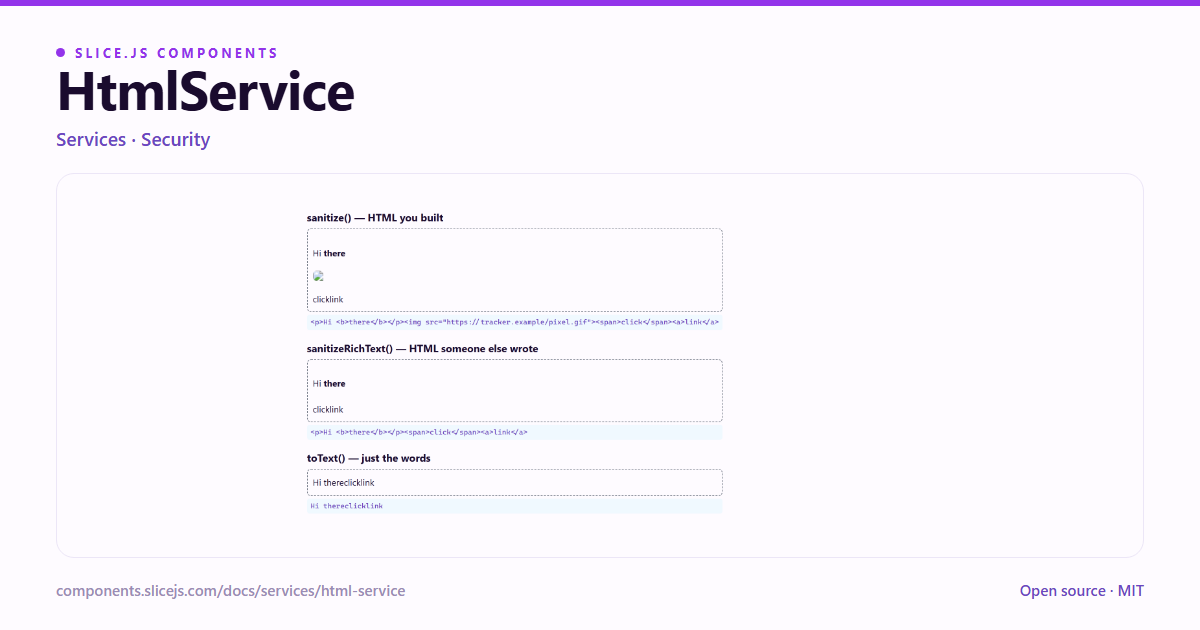 SLICE.JS COMPONENTS
HtmlService
Services · Security
sanitize() — HTML you built
Hi there
clicklink
<p>Hi <b>there</b></p><img src="https://tracker.example/pixel.gif"><span>click</span><a>link</a>
sanitizeRichText() — HTML someone else wrote
Hi there
clicklink
<p>Hi <b>there</b></p><span>click</span><a>link</a>
toText() — just the words
Hi thereclicklink
Hi thereclicklink
components.slicejs.com/docs/services/html-service
Open source · MIT